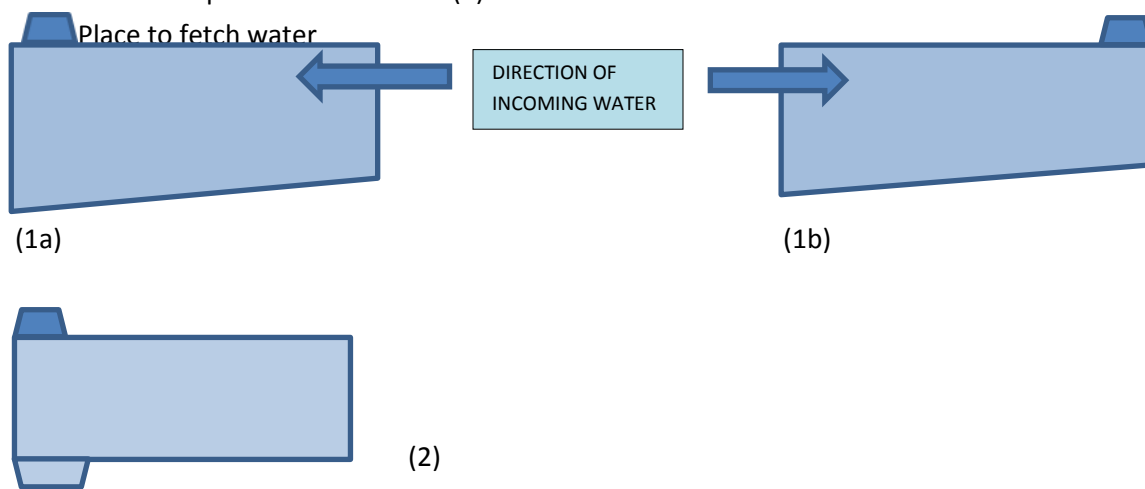 Place to fetch water
DIRECTION OF
INCOMING WATER
(1a)
(1b)
(2)